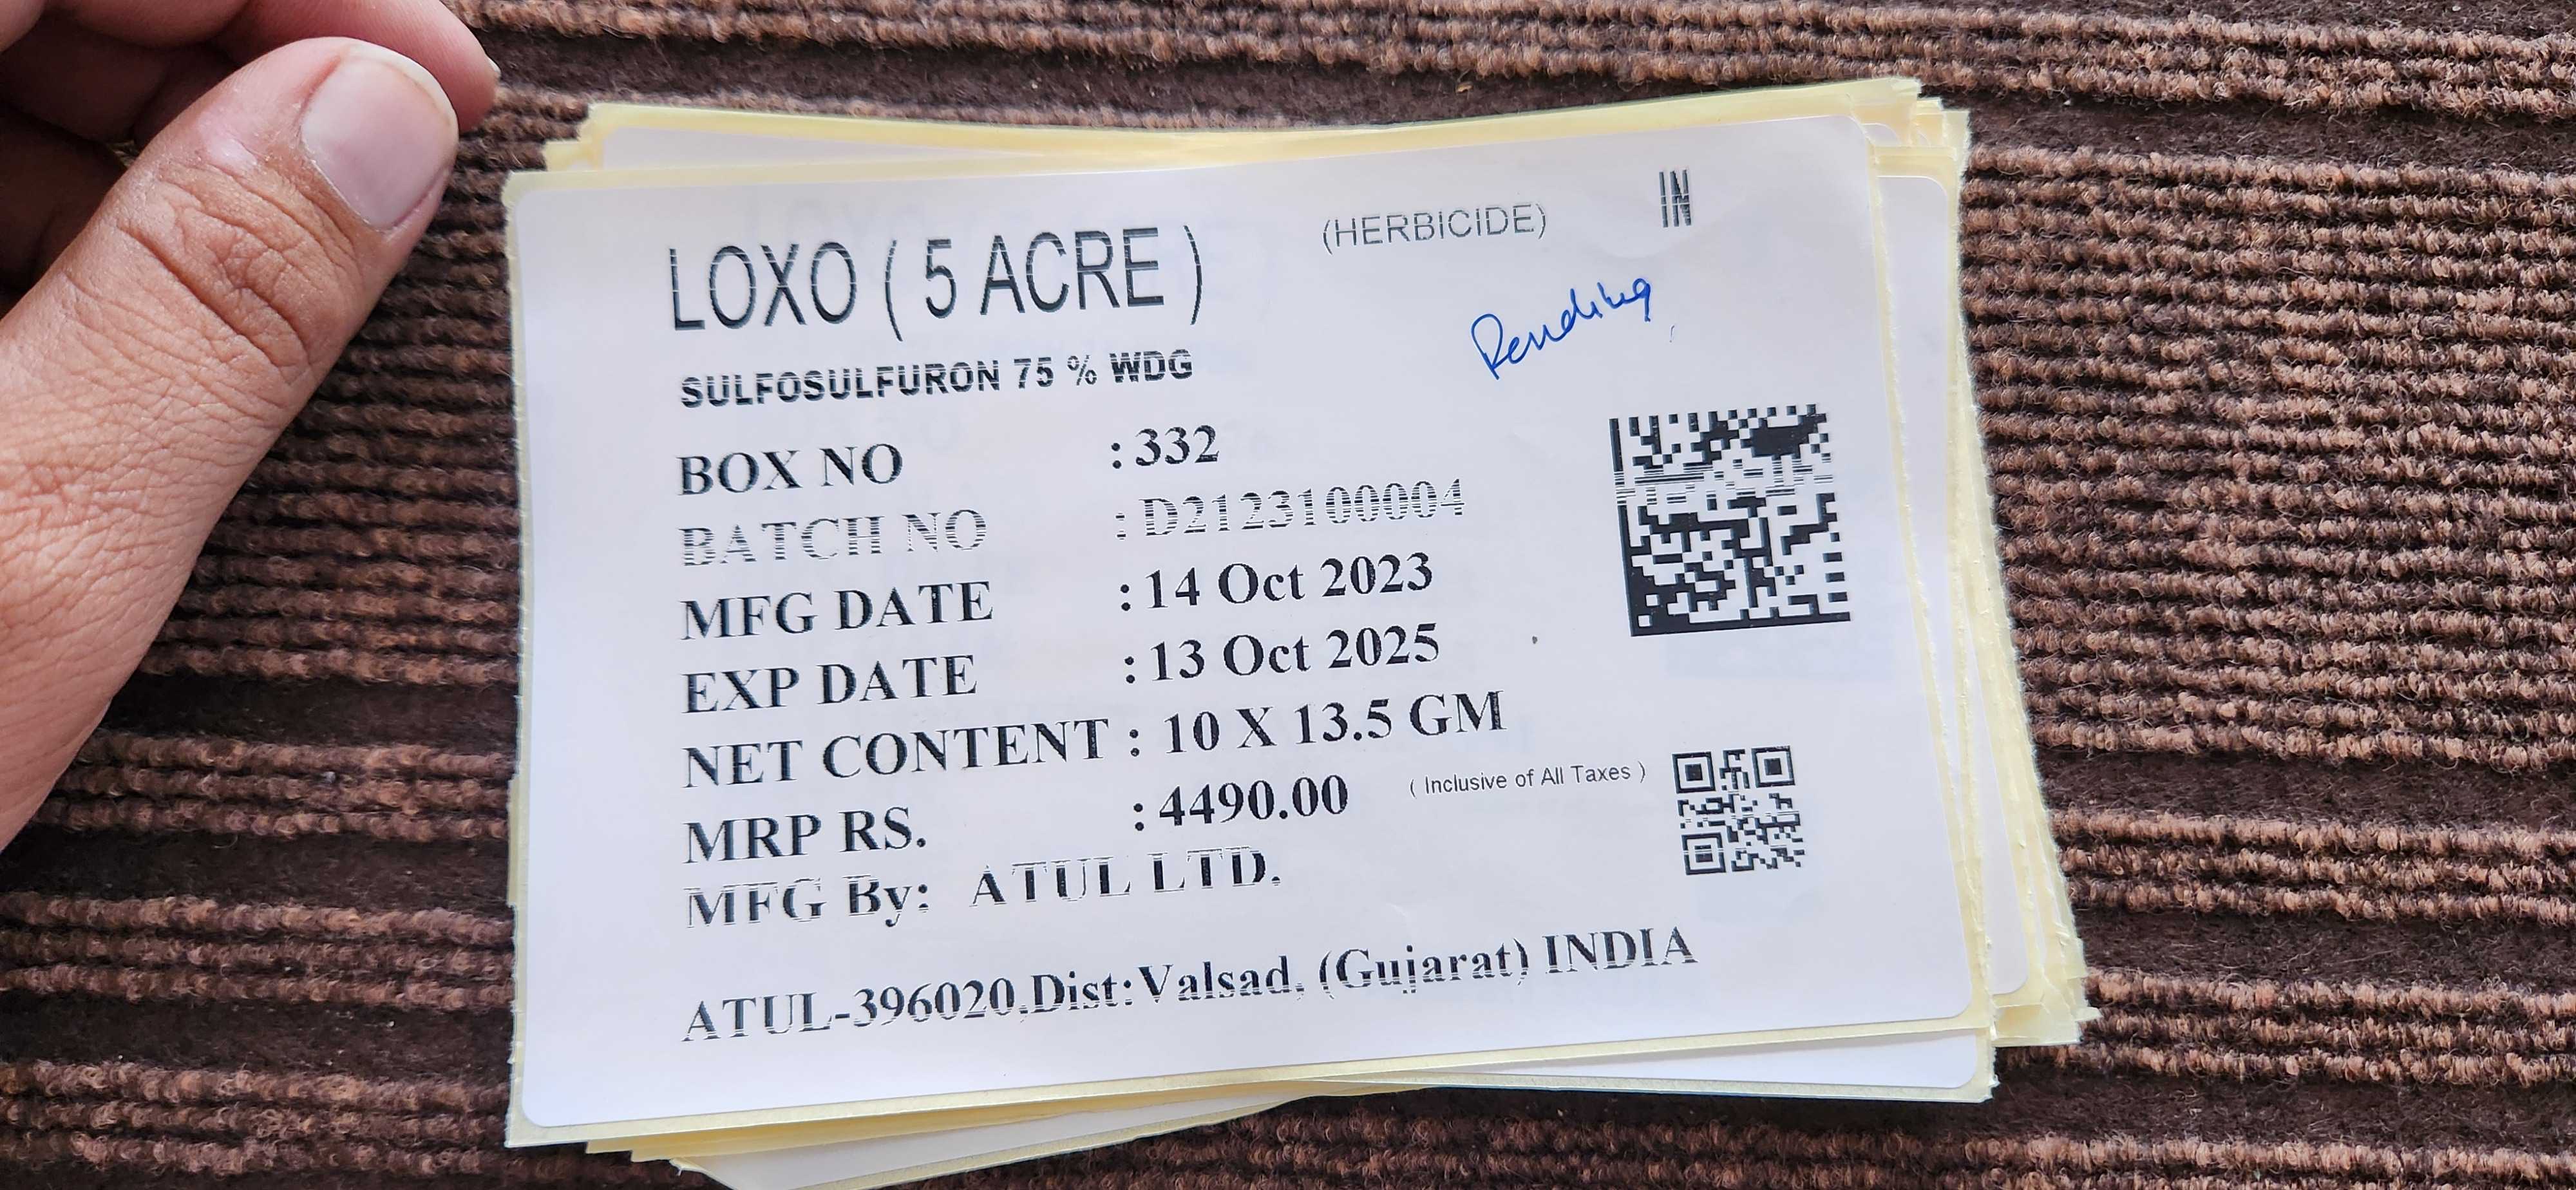 LOXO ( 5 ACRE ) (HERBICIDE) IN
Pending
SULFOSULFURON 75 % WDG
BOX NO : 332
BATCH NO : D2123100004
MFG DATE : 14 Oct 2023
EXP DATE : 13 Oct 2025
NET CONTENT : 10 X 13.5 GM
MRP RS. : 4490.00 ( Inclusive of All Taxes )
MFG By: ATUL LTD.
ATUL-396020,Dist:Valsad, (Gujarat) INDIA